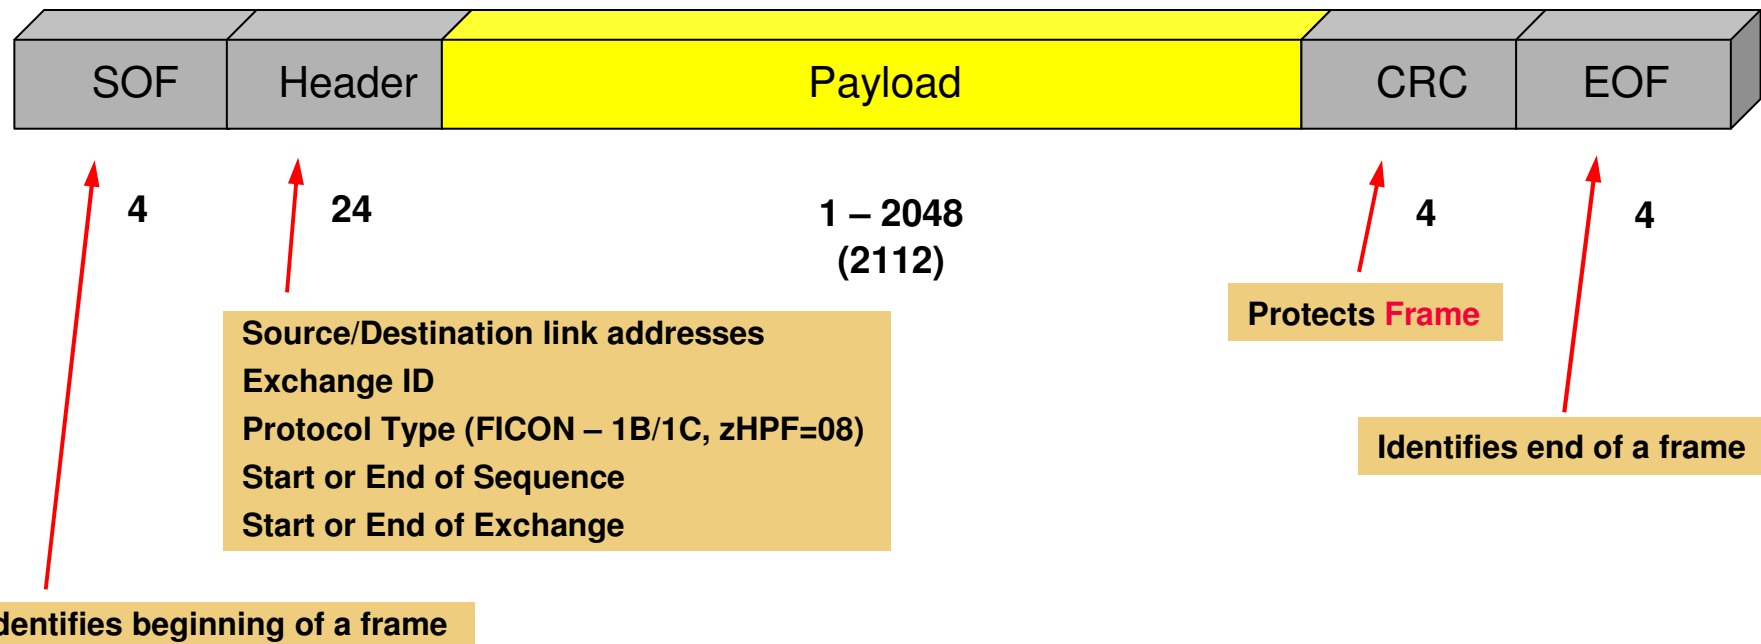 SOF Header Payload CRC EOF
4 24 1 – 2048 4 4
(2112)
Source/Destination link addresses
Exchange ID
Protocol Type (FICON – 1B/1C, zHPF=08)
Start or End of Sequence
Start or End of Exchange
Protects Frame
Identifies end of a frame
dentifies beginning of a frame